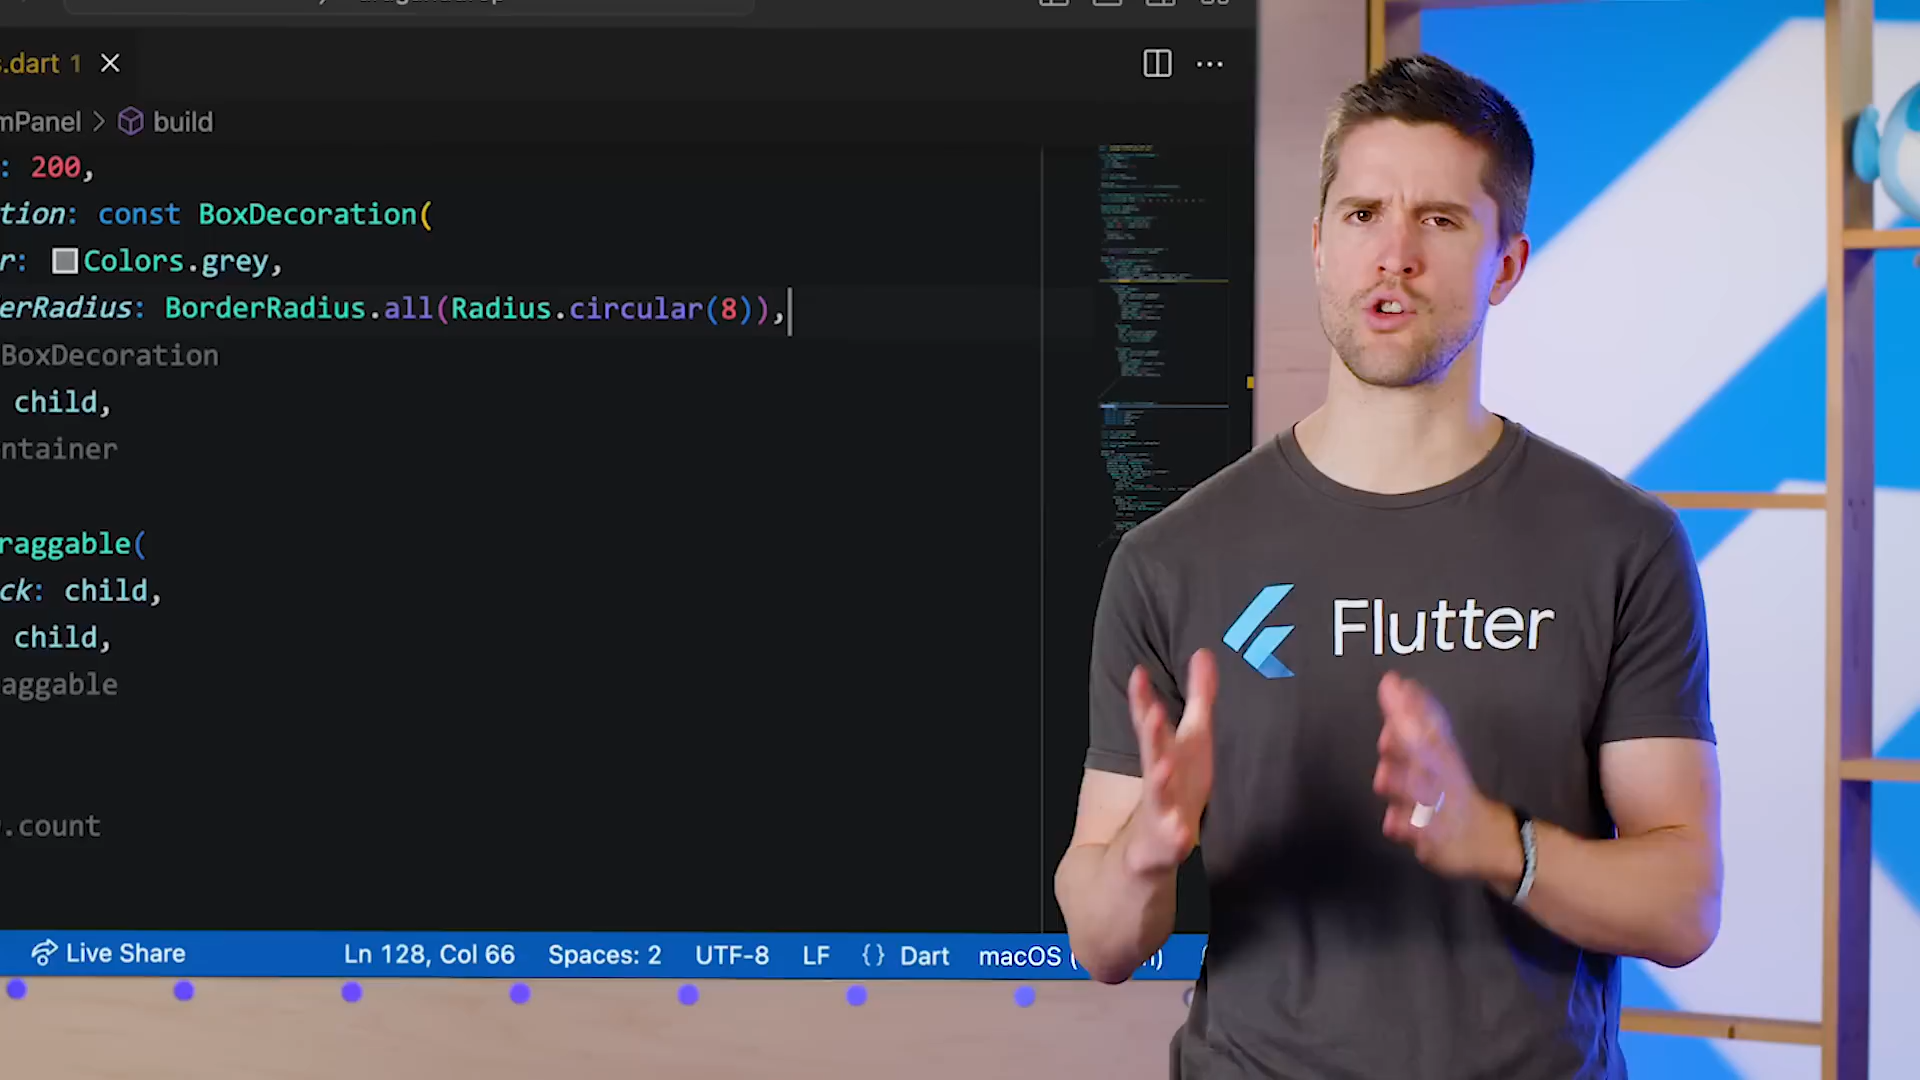 .dart 1
mPanel > build
: 200,
tion: const BoxDecoration(
r: Colors.grey,
erRadius: BorderRadius.all(Radius.circular(8)),
BoxDecoration
child,
ntainer
raggable(
ck: child,
child,
aggable
.count
Live Share
Ln 128, Col 66
Spaces: 2
UTF-8
LF
{ } Dart
macOS (
Flutter